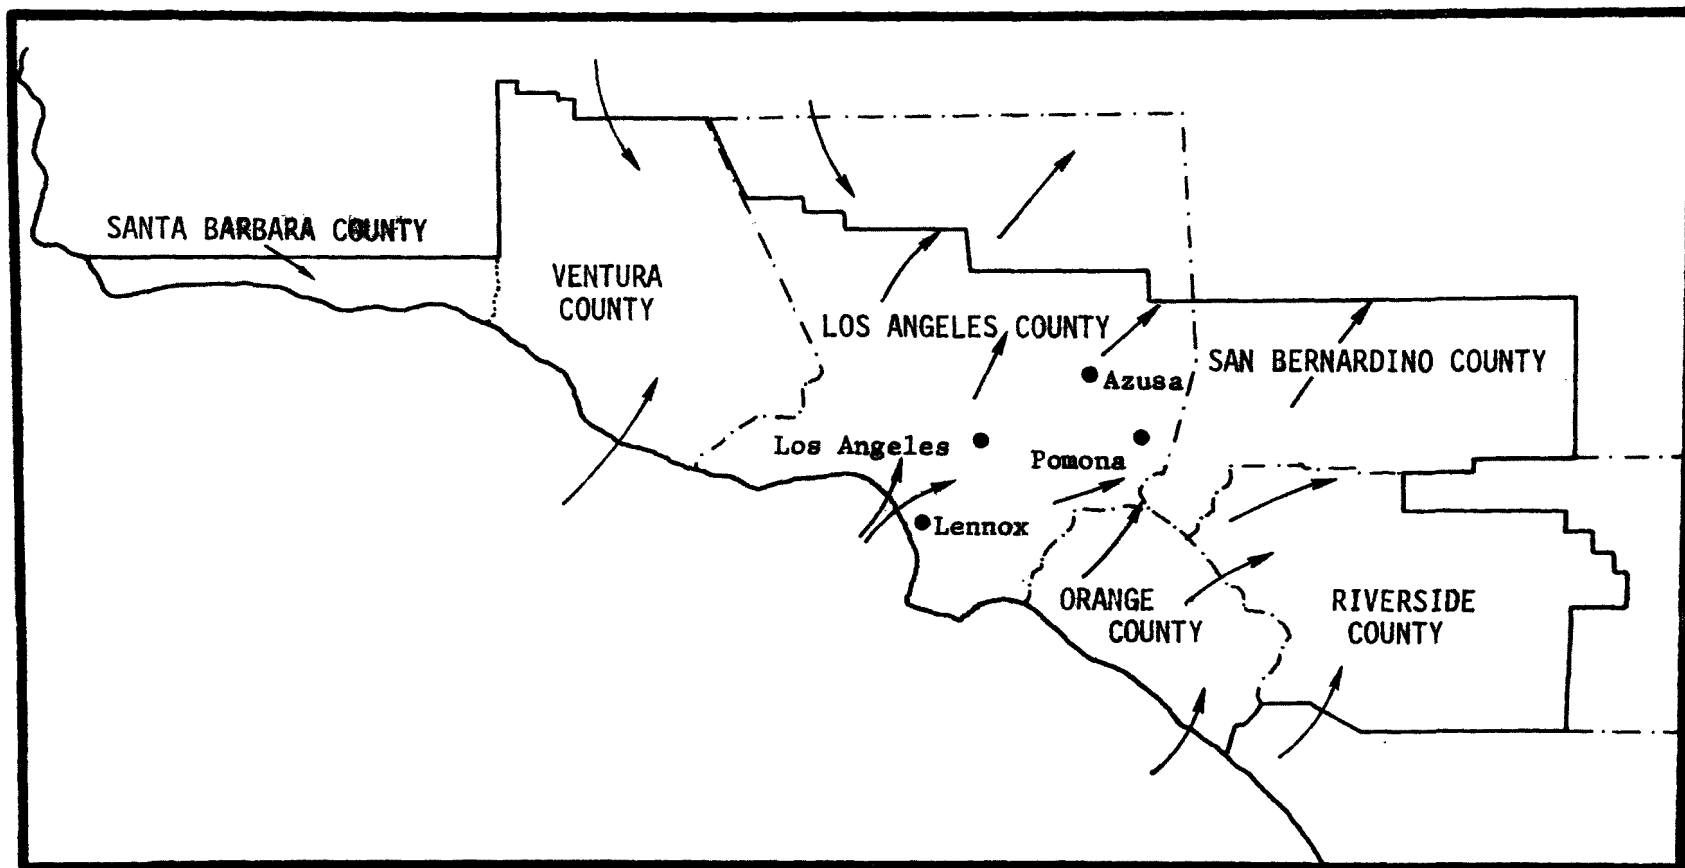 SANTA BARBARA COUNTY
VENTURA
COUNTY
LOS ANGELES COUNTY
SAN BERNARDINO COUNTY
Azusa
Los Angeles
Pomona
Lennox
ORANGE
COUNTY
RIVERSIDE
COUNTY